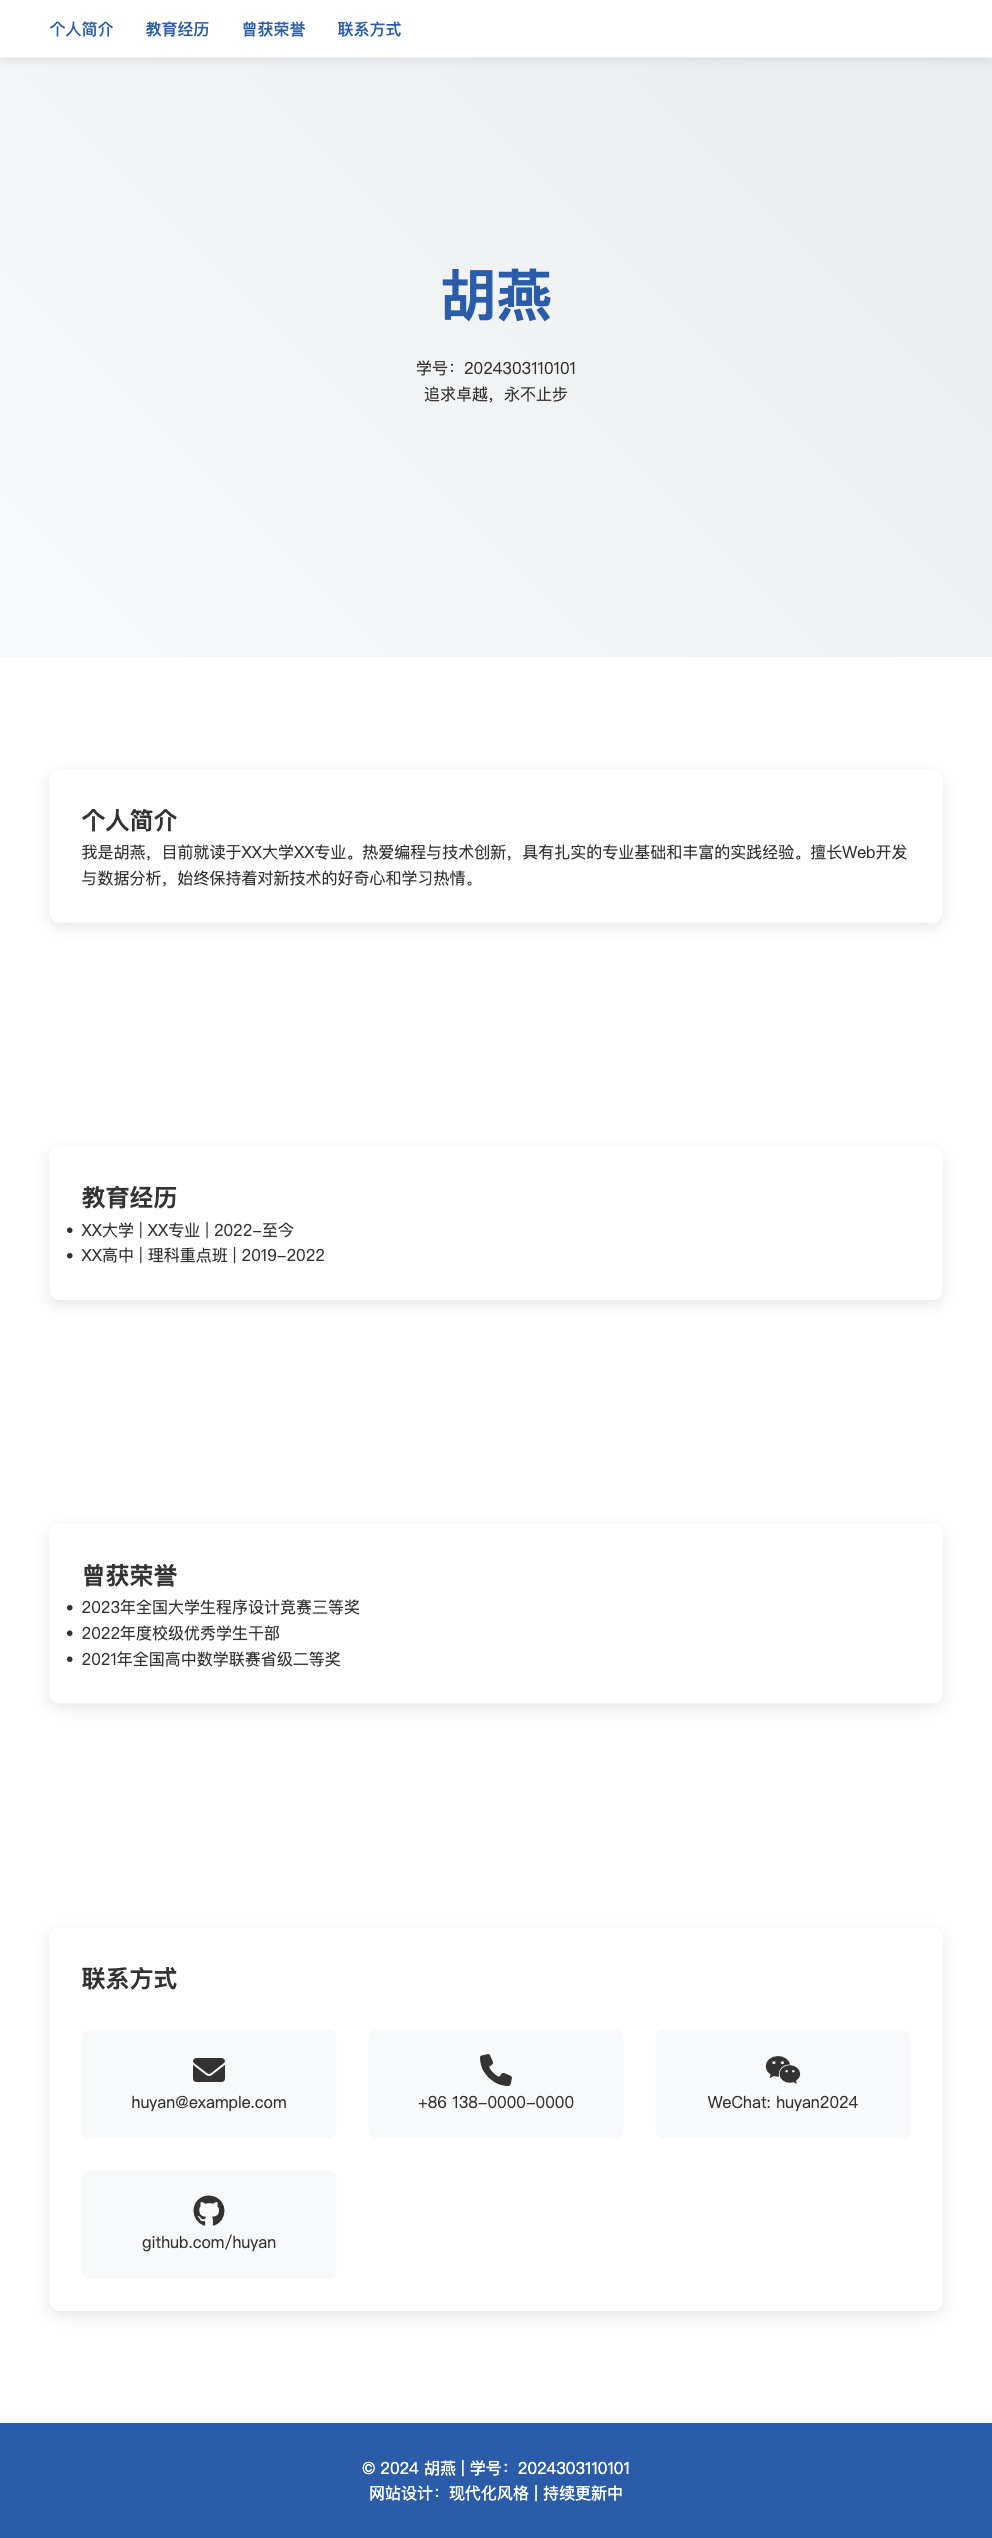 个人简介 教育经历 曾获荣誉 联系方式
胡燕
学号：2024303110101
追求卓越，永不止步
个人简介
我是胡燕，目前就读于XX大学XX专业。热爱编程与技术创新，具有扎实的专业基础和丰富的实践经验。擅长Web开发
与数据分析，始终保持着对新技术的好奇心和学习热情。
教育经历
• XX大学 | XX专业 | 2022-至今
• XX高中 | 理科重点班 | 2019-2022
曾获荣誉
• 2023年全国大学生程序设计竞赛三等奖
• 2022年度校级优秀学生干部
• 2021年全国高中数学联赛省级二等奖
联系方式
huyan@example.com
+86 138-0000-0000
WeChat: huyan2024
github.com/huyan
© 2024 胡燕 | 学号：2024303110101
网站设计：现代化风格 | 持续更新中